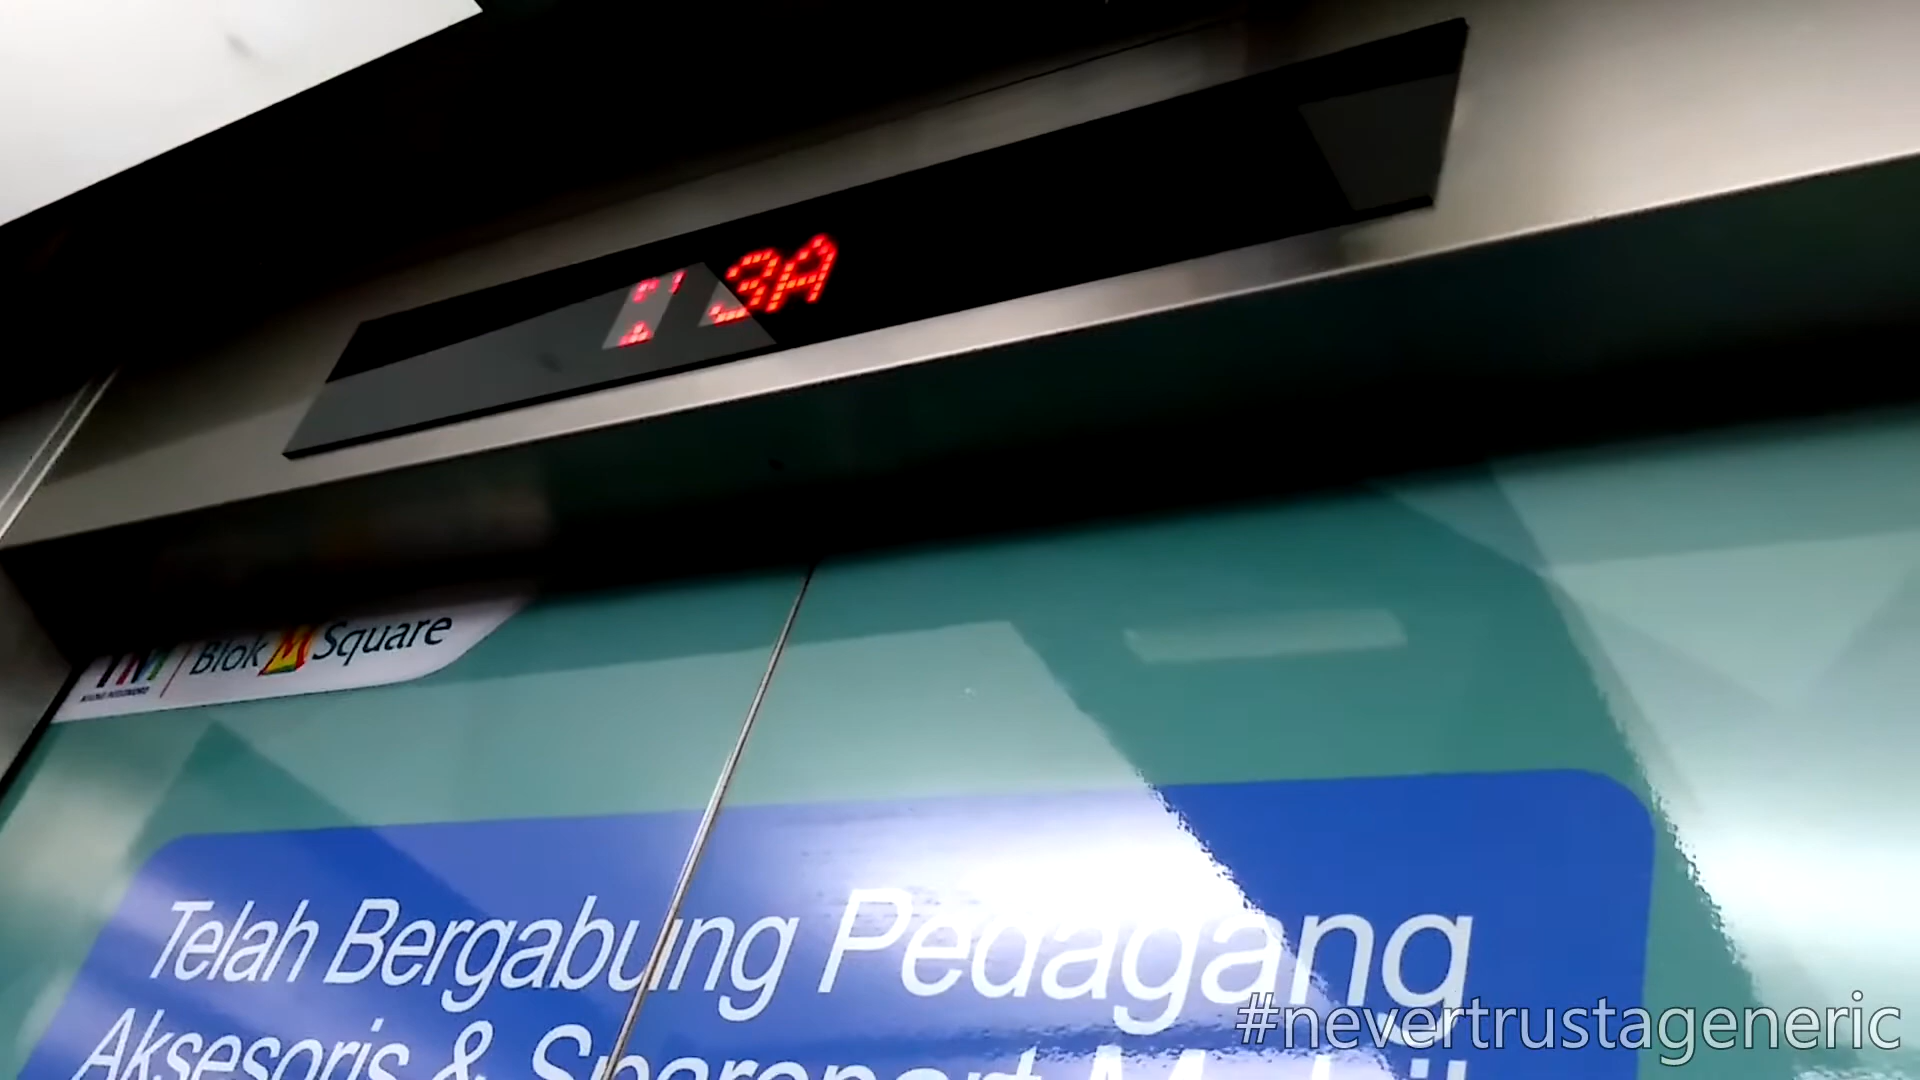 3A
Blok M Square
Telah Bergabung Pedagang
Aksesoris & Sparepart Mobil
#nevertrustageneric